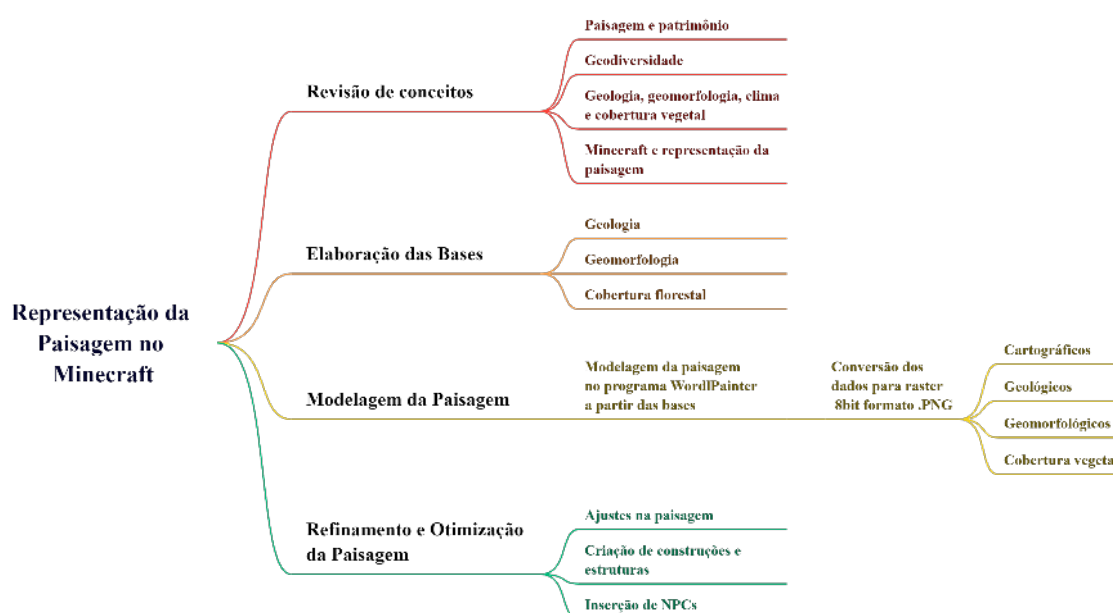 Paisagem e patrimônio
Geodiversidade
Revisão de conceitos
Geologia, geomorfologia, clima
e cobertura vegetal
Minecraft e representação da
paisagem
Geologia
Elaboração das Bases
Geomorfologia
Cobertura florestal
Representação da
Paisagem no
Minecraft
Modelagem da Paisagem
Modelagem da paisagem
no programa WordlPainter
a partir das bases
Conversão dos
dados para raster
8bit formato .PNG
Cartográficos
Geológicos
Geomorfológicos
Cobertura vegeta
Refinamento e Otimização
da Paisagem
Ajustes na paisagem
Criação de construções e
estruturas
Inserção de NPCs